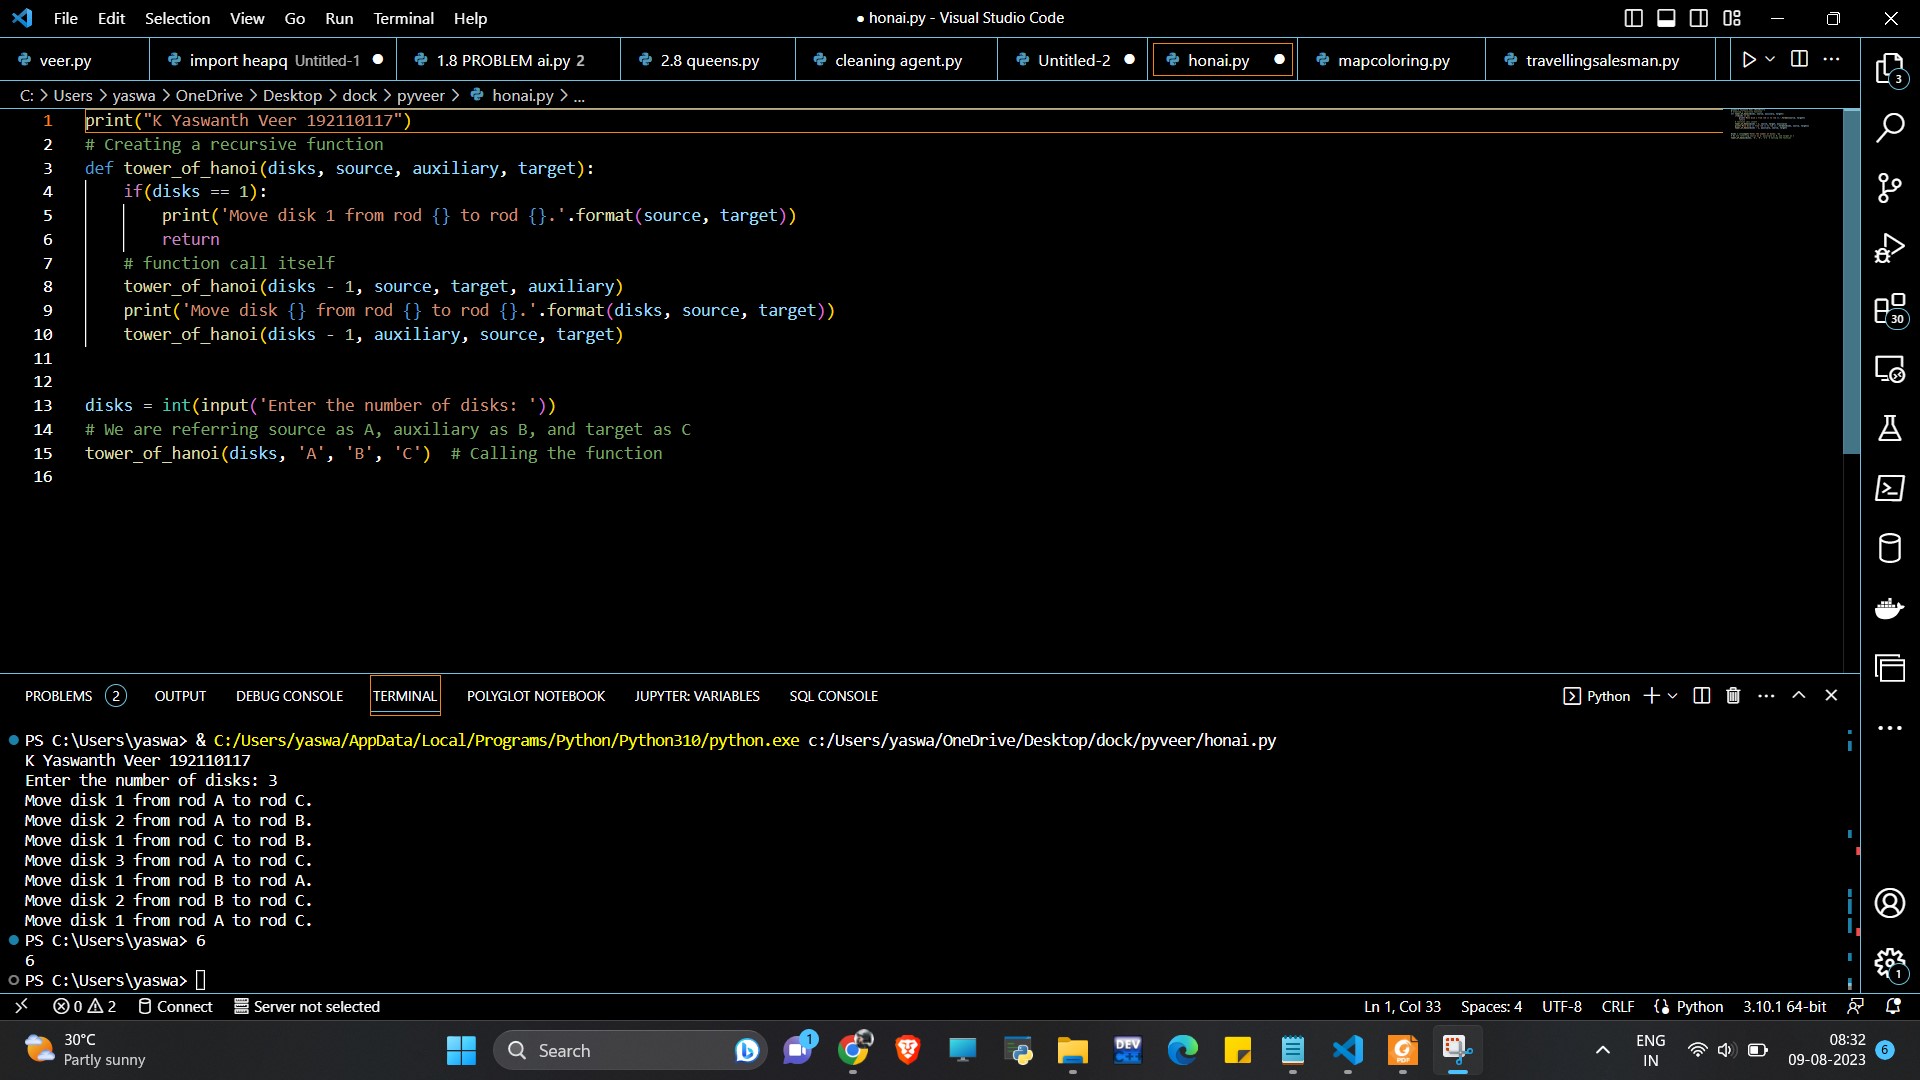 File Edit Selection View Go Run Terminal Help
● honai.py - Visual Studio Code
veer.py import heapq Untitled-1 1.8 PROBLEM ai.py 2 2.8 queens.py cleaning agent.py Untitled-2 honai.py mapcoloring.py travellingsalesman.py
C: > Users > yaswa > OneDrive > Desktop > dock > pyveer > honai.py > ...
1 print("K Yaswanth Veer 192110117")
2 # Creating a recursive function
3 def tower_of_hanoi(disks, source, auxiliary, target):
4 if(disks == 1):
5 print('Move disk 1 from rod {} to rod {}.'.format(source, target))
6 return
7 # function call itself
8 tower_of_hanoi(disks - 1, source, target, auxiliary)
9 print('Move disk {} from rod {} to rod {}.'.format(disks, source, target))
10 tower_of_hanoi(disks - 1, auxiliary, source, target)
11
12
13 disks = int(input('Enter the number of disks: '))
14 # We are referring source as A, auxiliary as B, and target as C
15 tower_of_hanoi(disks, 'A', 'B', 'C')  # Calling the function
16
3
30
1
PROBLEMS 2 OUTPUT DEBUG CONSOLE TERMINAL POLYGLOT NOTEBOOK JUPYTER: VARIABLES SQL CONSOLE Python
PS C:\Users\yaswa> & C:/Users/yaswa/AppData/Local/Programs/Python/Python310/python.exe c:/Users/yaswa/OneDrive/Desktop/dock/pyveer/honai.py
K Yaswanth Veer 192110117
Enter the number of disks: 3
Move disk 1 from rod A to rod C.
Move disk 2 from rod A to rod B.
Move disk 1 from rod C to rod B.
Move disk 3 from rod A to rod C.
Move disk 1 from rod B to rod A.
Move disk 2 from rod B to rod C.
Move disk 1 from rod A to rod C.
PS C:\Users\yaswa> 6
6
PS C:\Users\yaswa>
0 2 Connect Server not selected Ln 1, Col 33 Spaces: 4 UTF-8 CRLF Python 3.10.1 64-bit
30°C
Partly sunny
Search
1
DEV
PDF
ENG
IN
08:32
09-08-2023
6